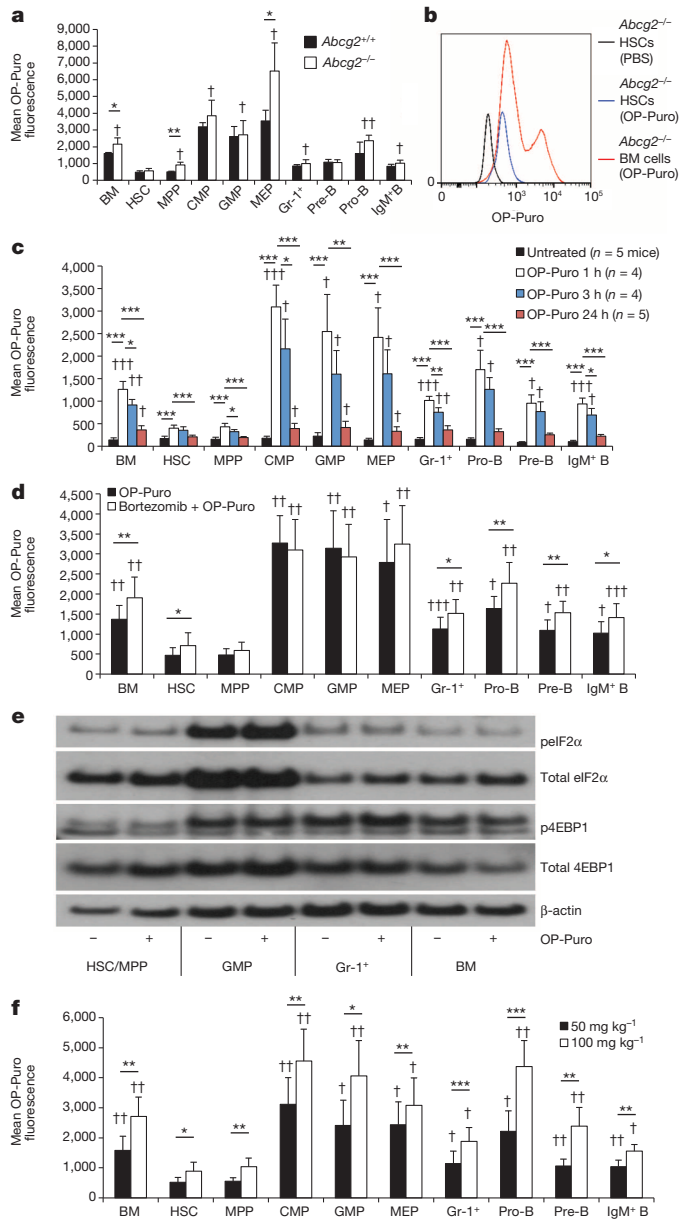 a
Mean OP-Puro
fluorescence
9,000
8,000
7,000
6,000
5,000
4,000
3,000
2,000
1,000
0
Abcg2+/+
Abcg2−/−
* † ** † † † * † † †† †
BM HSC MPP CMP GMP MEP Gr-1+ Pre-B Pro-B IgM+ B
b
Abcg2−/−
HSCs
(PBS)
Abcg2−/−
HSCs
(OP-Puro)
Abcg2−/−
BM cells
(OP-Puro)
0
0 10³ 10⁴ 10⁵
OP-Puro
c
Mean OP-Puro
fluorescence
4,000
3,500
3,000
2,500
2,000
1,500
1,000
500
0
Untreated (n = 5 mice)
OP-Puro 1 h (n = 4)
OP-Puro 3 h (n = 4)
OP-Puro 24 h (n = 5)
*** *** * ††† †† †
*** ***
*** *** *
*** *** * ††† † †
*** ** † † †
*** *** † † †
*** *** ** ††† †† †
*** *** † †
*** *** † †
*** *** * ††† †
BM HSC MPP CMP GMP MEP Gr-1+ Pro-B Pre-B IgM+ B
d
Mean OP-Puro
fluorescence
4,500
4,000
3,500
3,000
2,500
2,000
1,500
1,000
500
0
OP-Puro
Bortezomib + OP-Puro
** * * ** ** *
†† †† †† †† †† †† † †† ††† †† † †† † †† † †††
BM HSC MPP CMP GMP MEP Gr-1+ Pro-B Pre-B IgM+ B
e
peIF2α
Total eIF2α
p4EBP1
Total 4EBP1
β-actin
− + − + − + − + OP-Puro
HSC/MPP GMP Gr-1+ BM
f
Mean OP-Puro
fluorescence
6,000
5,000
4,000
3,000
2,000
1,000
0
50 mg kg−1
100 mg kg−1
** * ** ** * ** *** *** ** **
†† †† †† †† † †† † † † † † †† †† †† †† †
BM HSC MPP CMP GMP MEP Gr-1+ Pro-B Pre-B IgM+ B